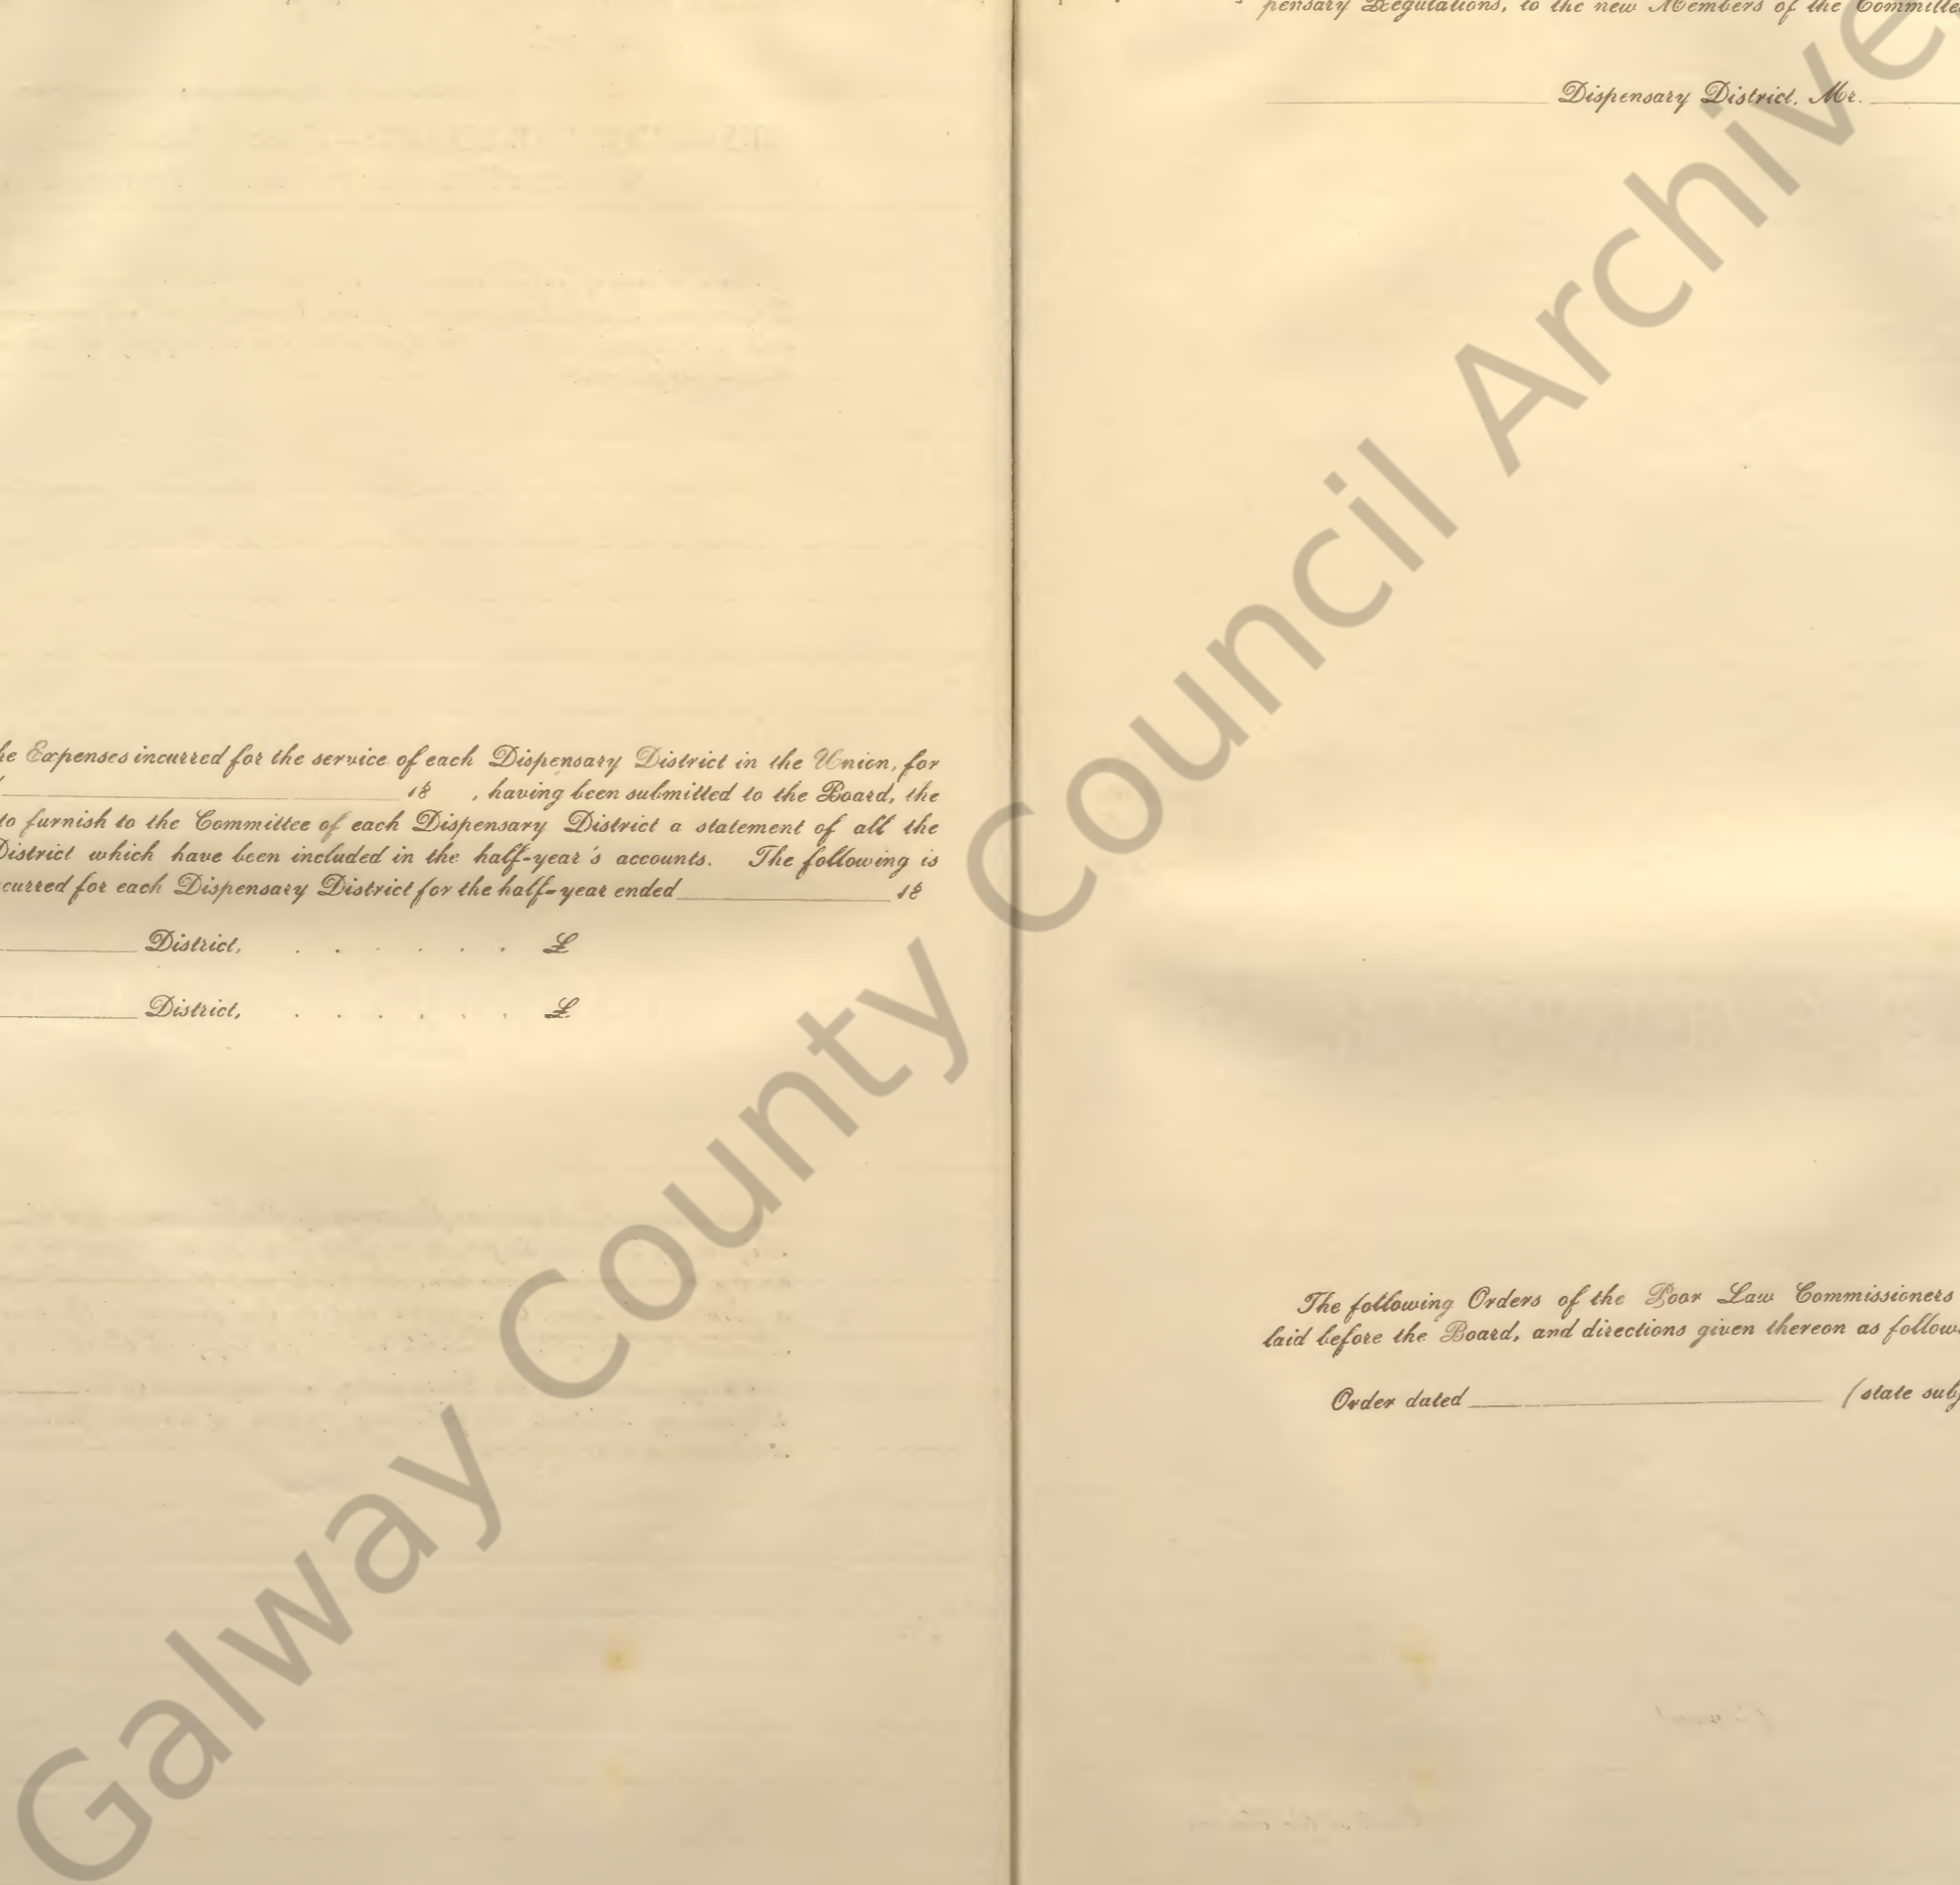 he Expenses incurred for the service of each Dispensary District in the Union, for
18 , having been submitted to the Board, the
to furnish to the Committee of each Dispensary District a statement of all the
District which have been included in the half-year's accounts. The following is
curred for each Dispensary District for the half-year ended 18
District, . . . . . . £
District, . . . . . . £
pensary Regulations, to the new Members of the Committe
Dispensary District, Mr.
The following Orders of the Poor Law Commissioners
laid before the Board, and directions given thereon as follow
Order dated (state sub
Galway County Council Archive